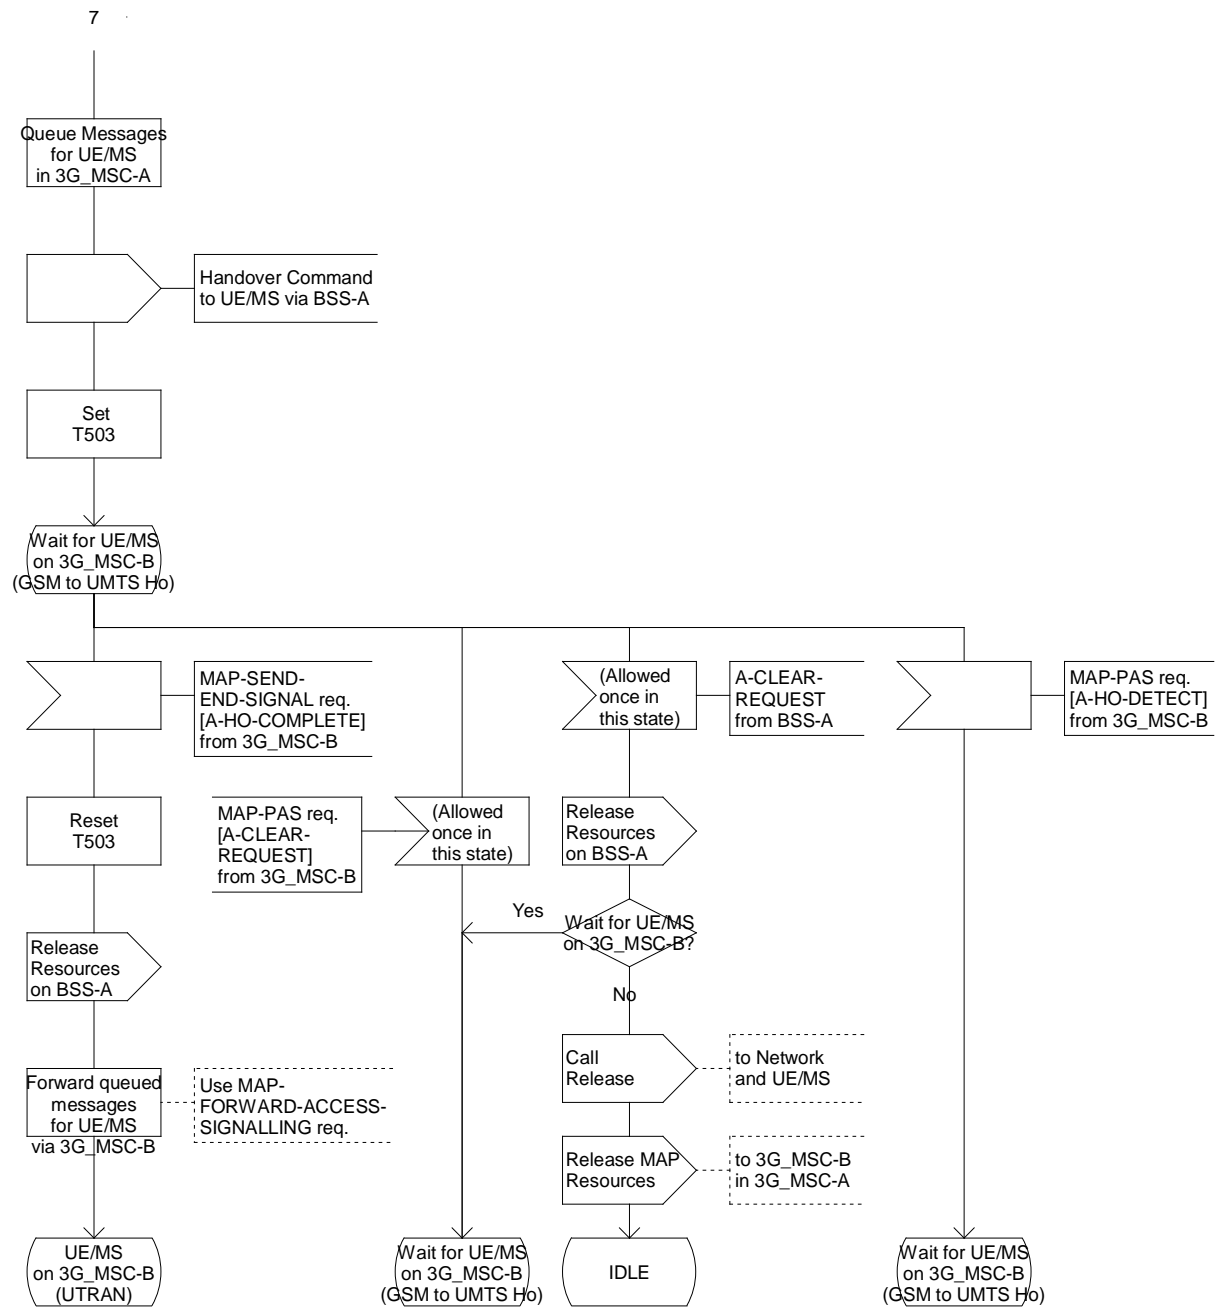 7
Queue Messages
for UE/MS
in 3G_MSC-A
Handover Command
to UE/MS via BSS-A
Set
T503
Wait for UE/MS
on 3G_MSC-B
(GSM to UMTS Ho)
MAP-SEND-
END-SIGNAL req.
[A-HO-COMPLETE]
from 3G_MSC-B
(Allowed
once in
this state)
A-CLEAR-
REQUEST
from BSS-A
MAP-PAS req.
[A-HO-DETECT]
from 3G_MSC-B
Reset
T503
MAP-PAS req.
[A-CLEAR-
REQUEST]
from 3G_MSC-B
(Allowed
once in
this state)
Release
Resources
on BSS-A
Yes
Wait for UE/MS
on 3G_MSC-B?
No
Release
Resources
on BSS-A
Call
Release
to Network
and UE/MS
Forward queued
messages
for UE/MS
via 3G_MSC-B
Use MAP-
FORWARD-ACCESS-
SIGNALLING req.
Release MAP
Resources
to 3G_MSC-B
in 3G_MSC-A
UE/MS
on 3G_MSC-B
(UTRAN)
Wait for UE/MS
on 3G_MSC-B
(GSM to UMTS Ho)
IDLE
Wait for UE/MS
on 3G_MSC-B
(GSM to UMTS Ho)